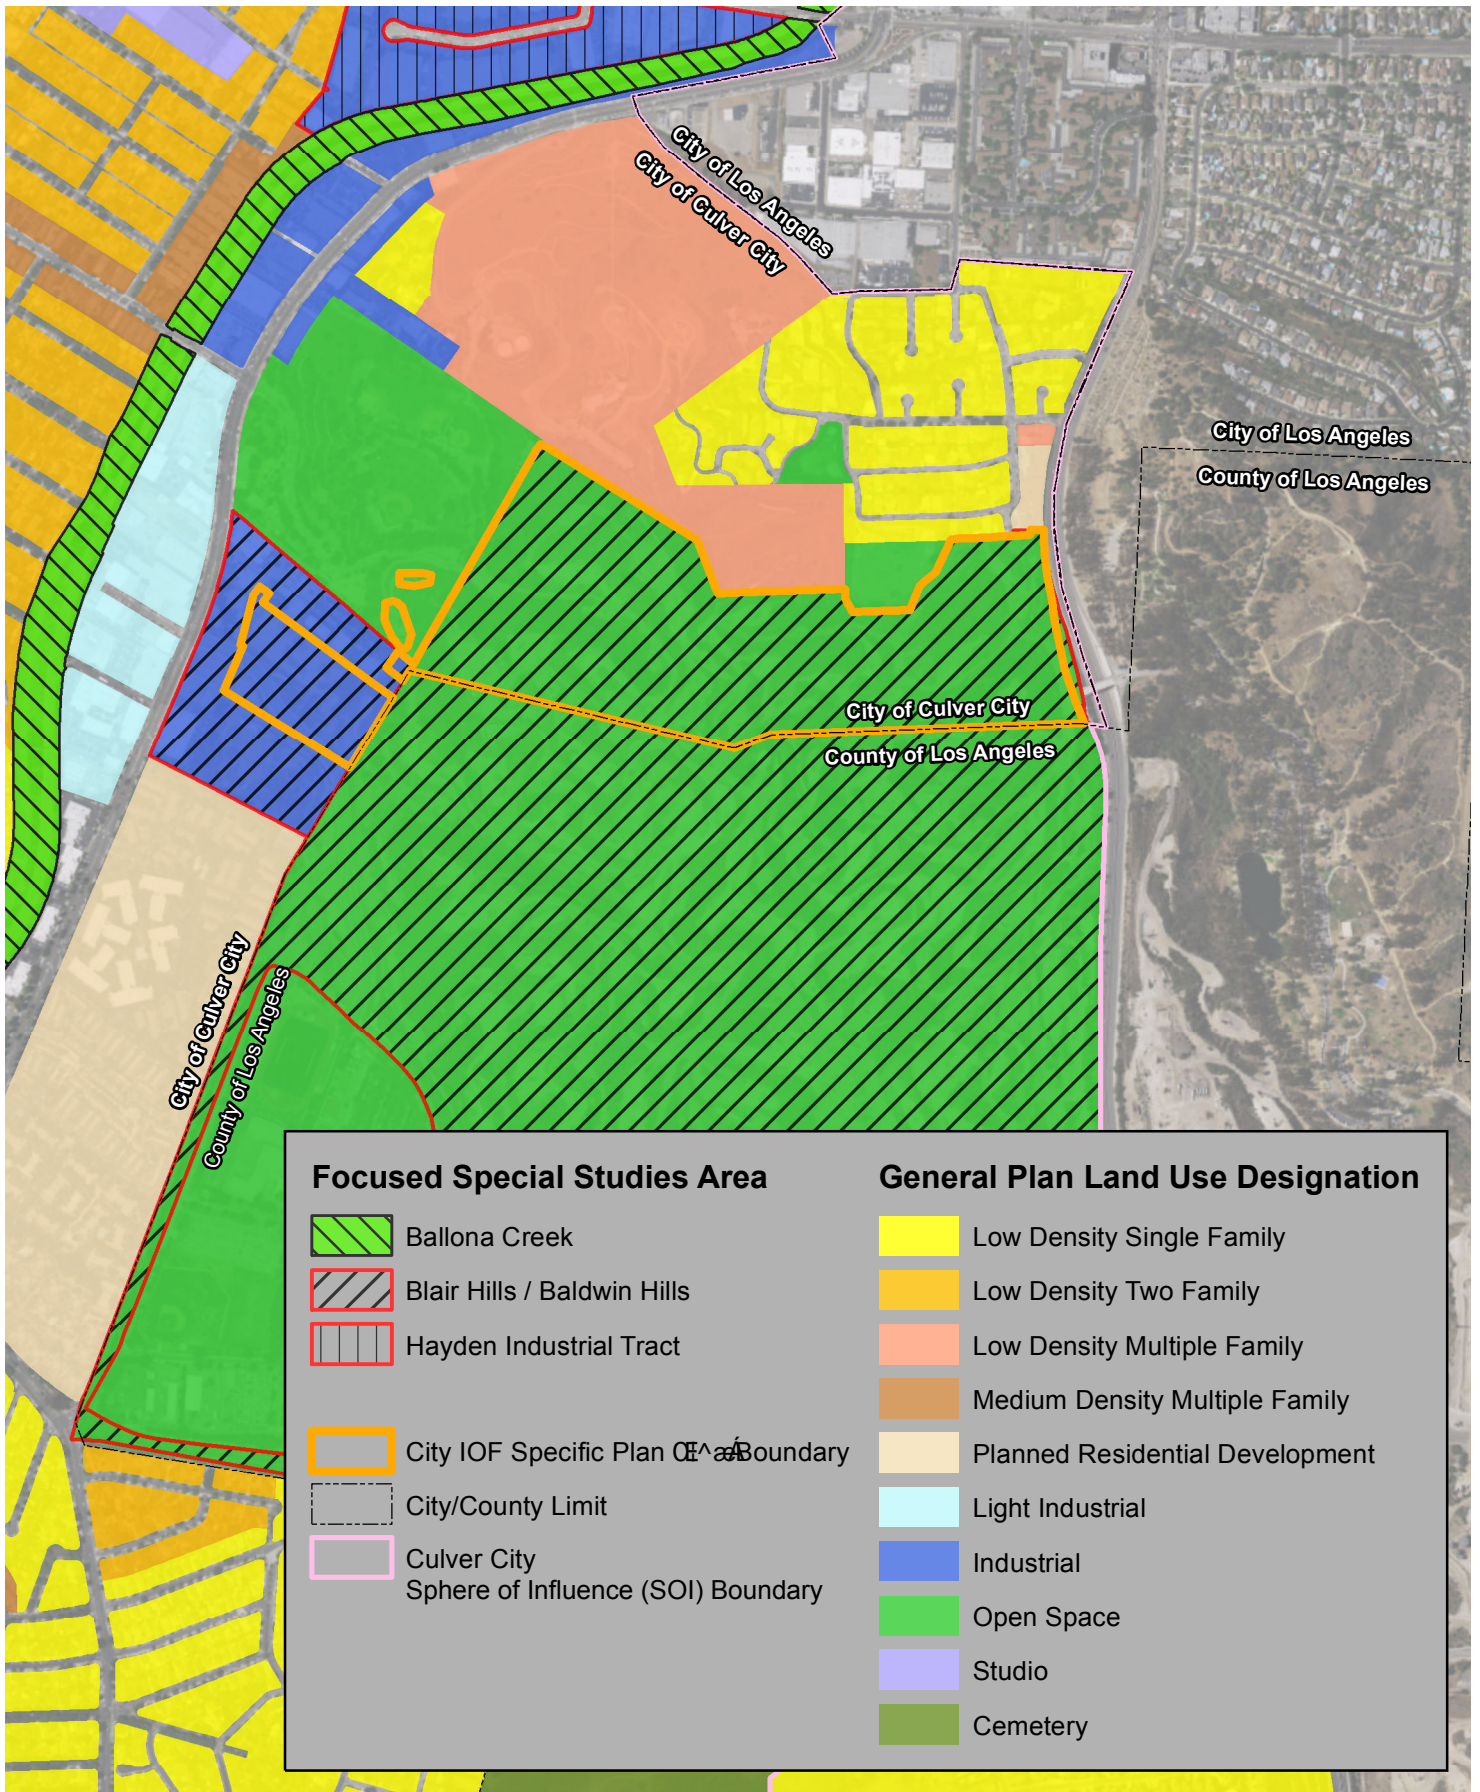 City of Los Angeles
City of Culver City
City of Los Angeles
County of Los Angeles
City of Culver City
County of Los Angeles
City of Culver City
County of Los Angeles
Focused Special Studies Area
Ballona Creek
Blair Hills / Baldwin Hills
Hayden Industrial Tract
City IOF Specific Plan Boundary
City/County Limit
Culver City
Sphere of Influence (SOI) Boundary
General Plan Land Use Designation
Low Density Single Family
Low Density Two Family
Low Density Multiple Family
Medium Density Multiple Family
Planned Residential Development
Light Industrial
Industrial
Open Space
Studio
Cemetery